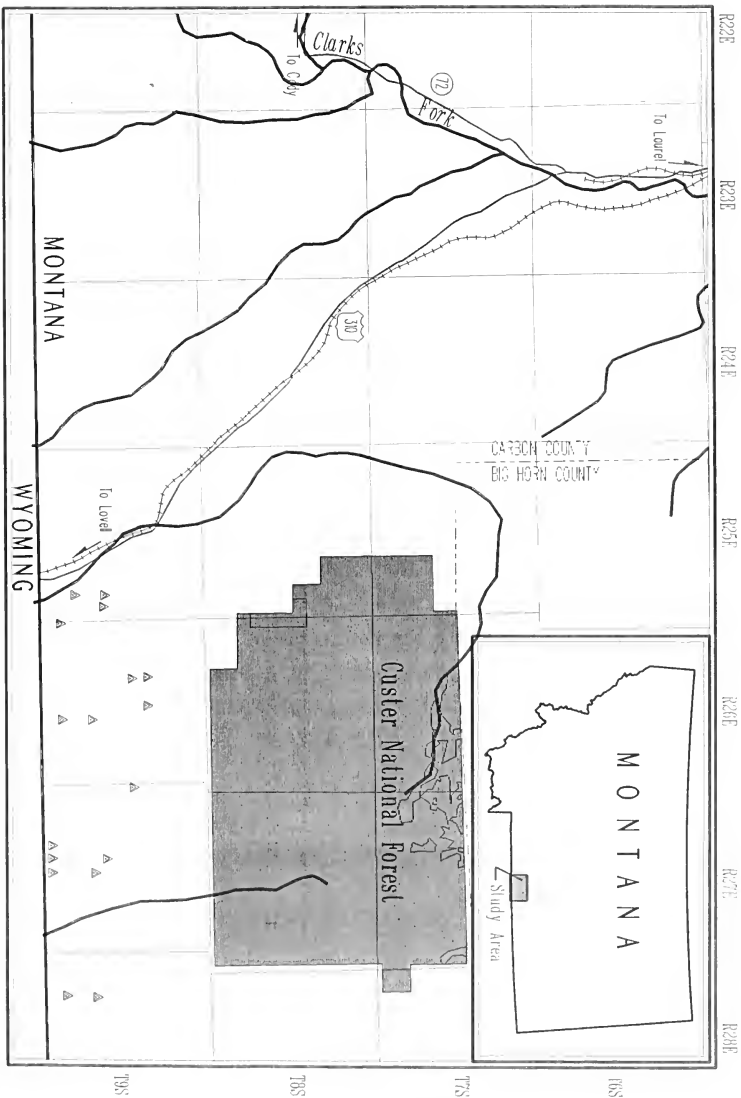 R22E
R23E
R24E
R25E
R26E
R27E
R28E
T6S
T7S
T8S
T9S
To Laurel
To Cody
Clarks
Fork
72
310
To Lovel
CARBON COUNTY
BIG HORN COUNTY
Custer National Forest
MONTANA
WYOMING
MONTANA
Study Area